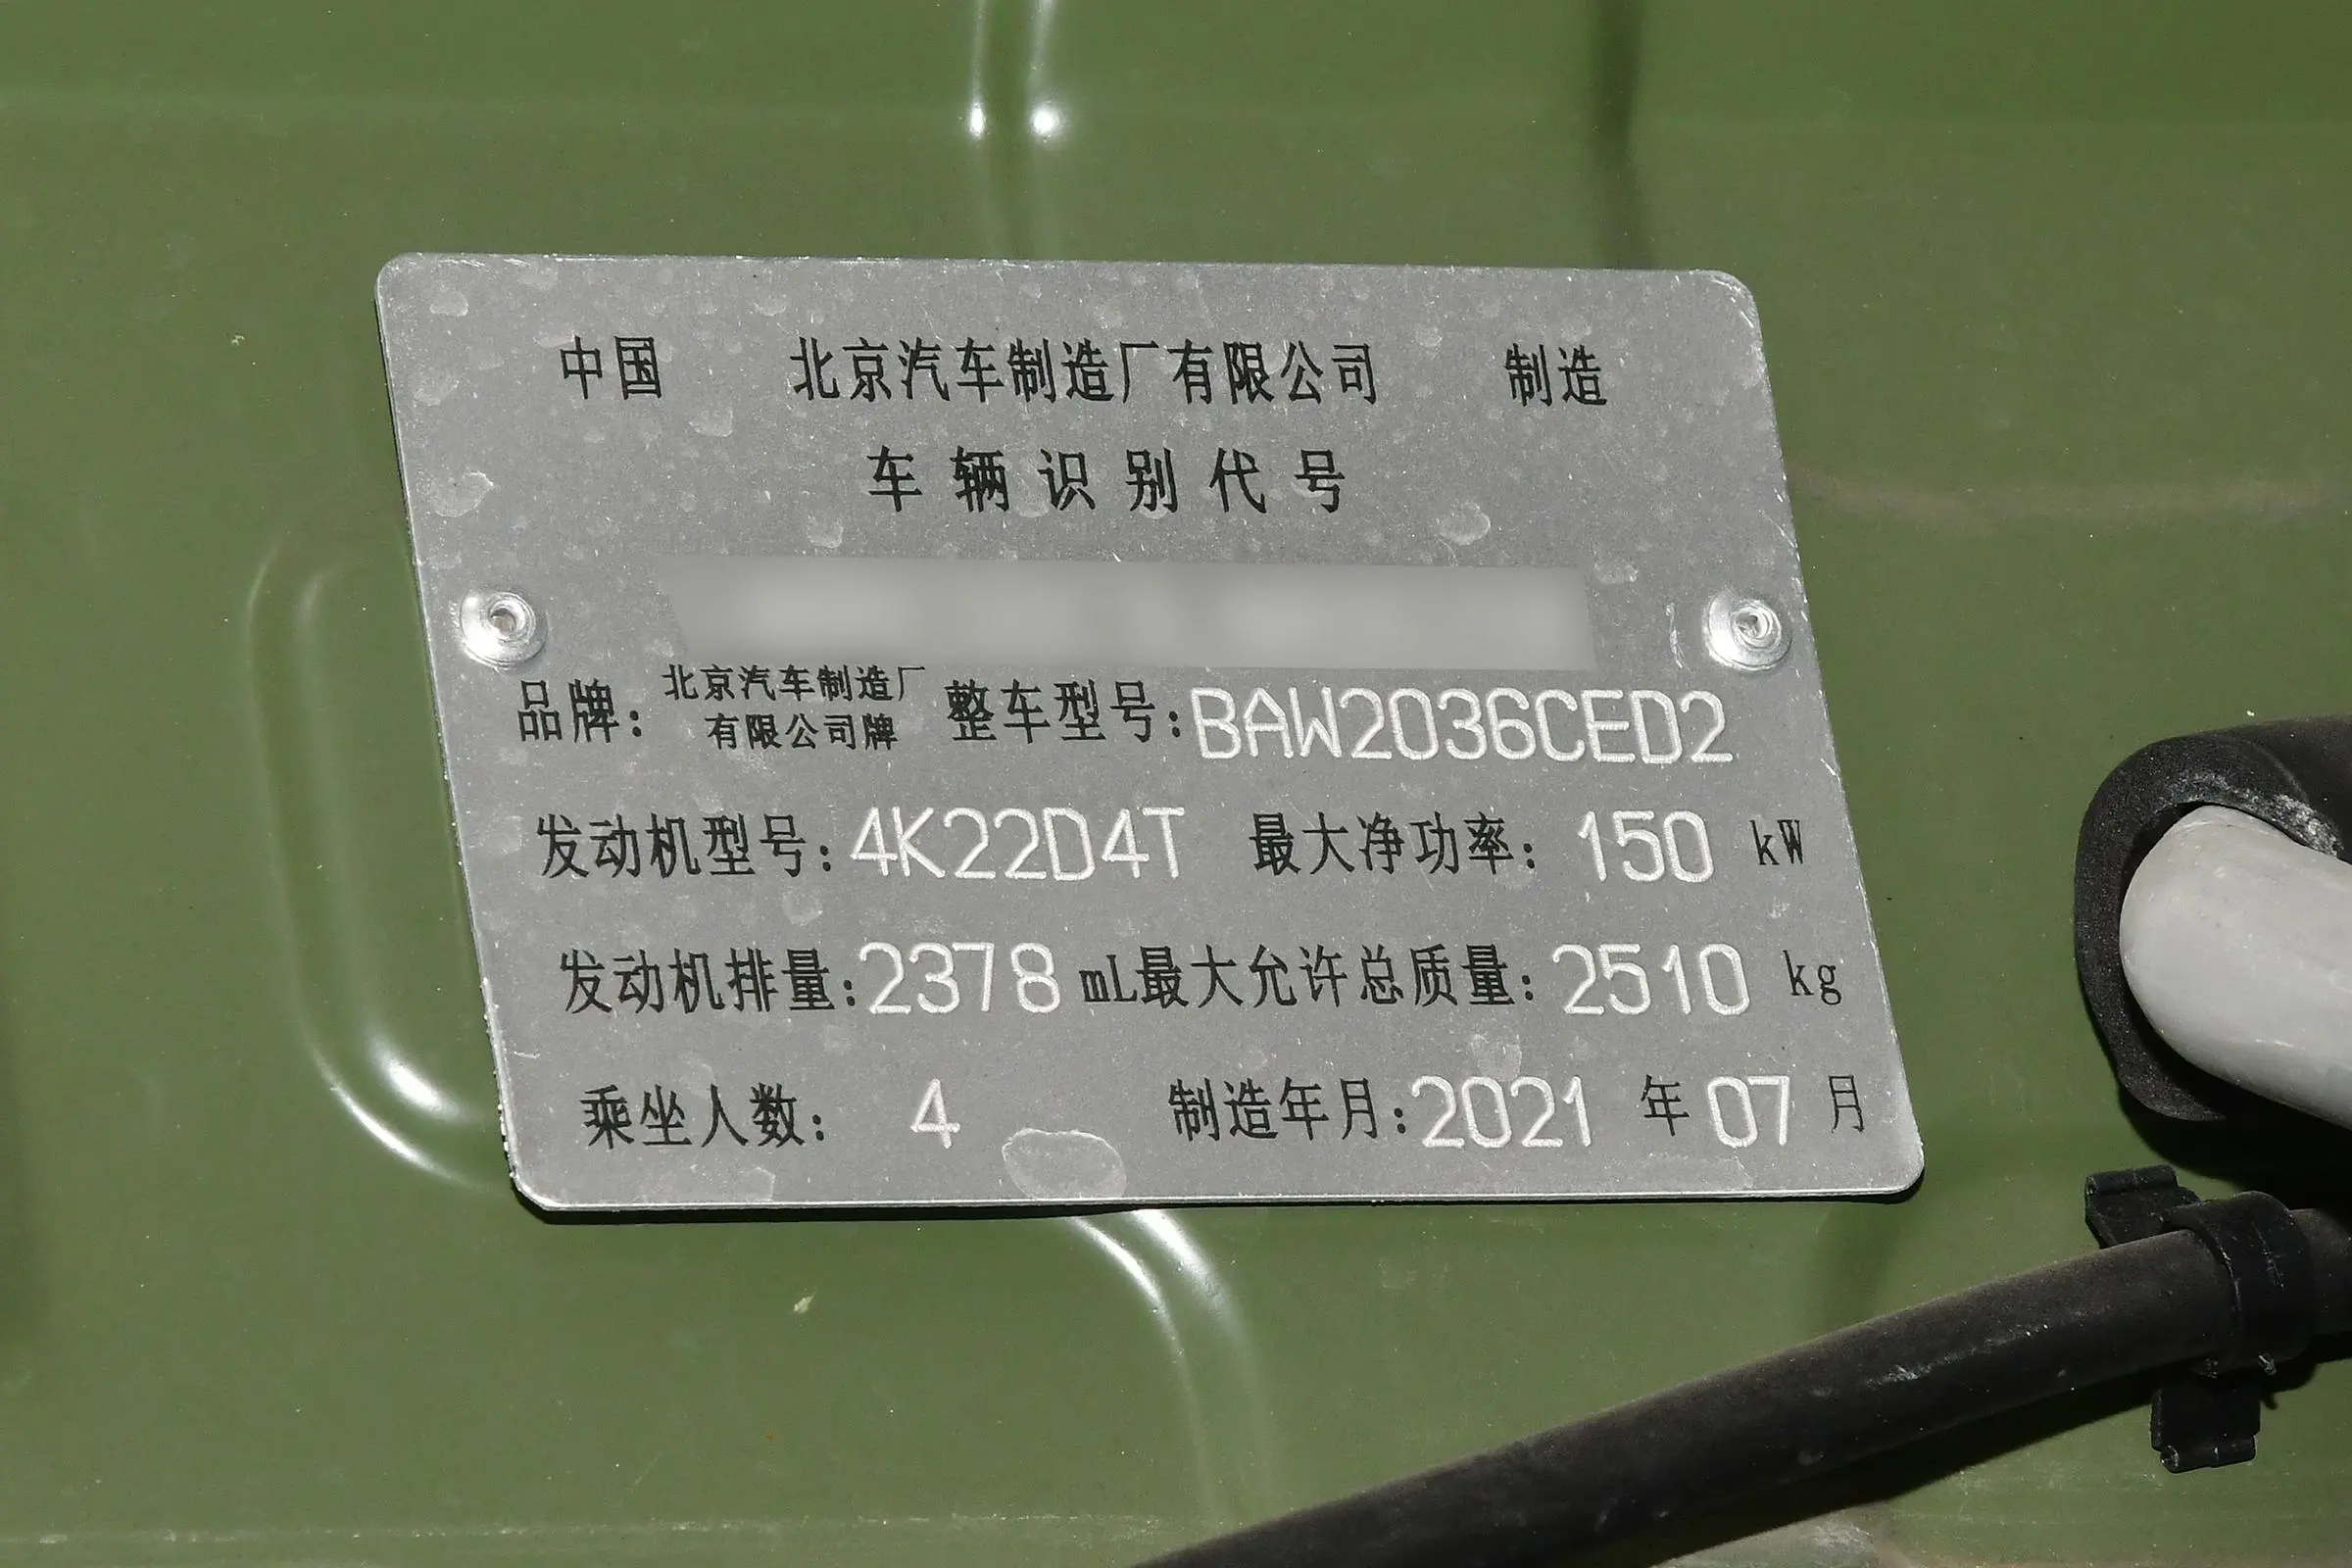 中国 北京汽车制造厂有限公司 制造
车辆识别代号
品牌: 北京汽车制造厂有限公司牌 整车型号:BAW2036CED2
发动机型号:4K22D4T 最大净功率: 150 kW
发动机排量:2378 mL最大允许总质量:2510 kg
乘坐人数: 4 制造年月:2021 年 07 月